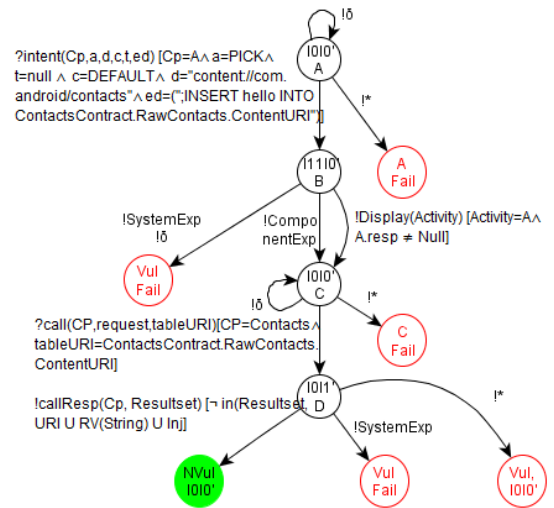 !δ
l0l0'
A
?intent(Cp,a,d,c,t,ed) [Cp=A∧ a=PICK∧
t=null ∧ c=DEFAULT∧ d="content://com.
android/contacts"∧ ed=(";INSERT hello INTO
ContactsContract.RawContacts.ContentURI")]
!*
A
Fail
l11l0'
B
!SystemExp
!δ
!Compo
nentExp
!Display(Activity) [Activity=A∧
A.resp ≠ Null]
Vul
Fail
l0l0'
C
!δ
!*
C
Fail
?call(CP,request,tableURI)[CP=Contacts∧
tableURI=ContactsContract.RawContacts.
ContentURI]
l0l1'
D
!callResp(Cp, Resultset) [¬ in(Resultset,
URI U RV(String) U Inj]
!SystemExp
!*
NVul
l0l0'
Vul
Fail
Vul,
l0l0'